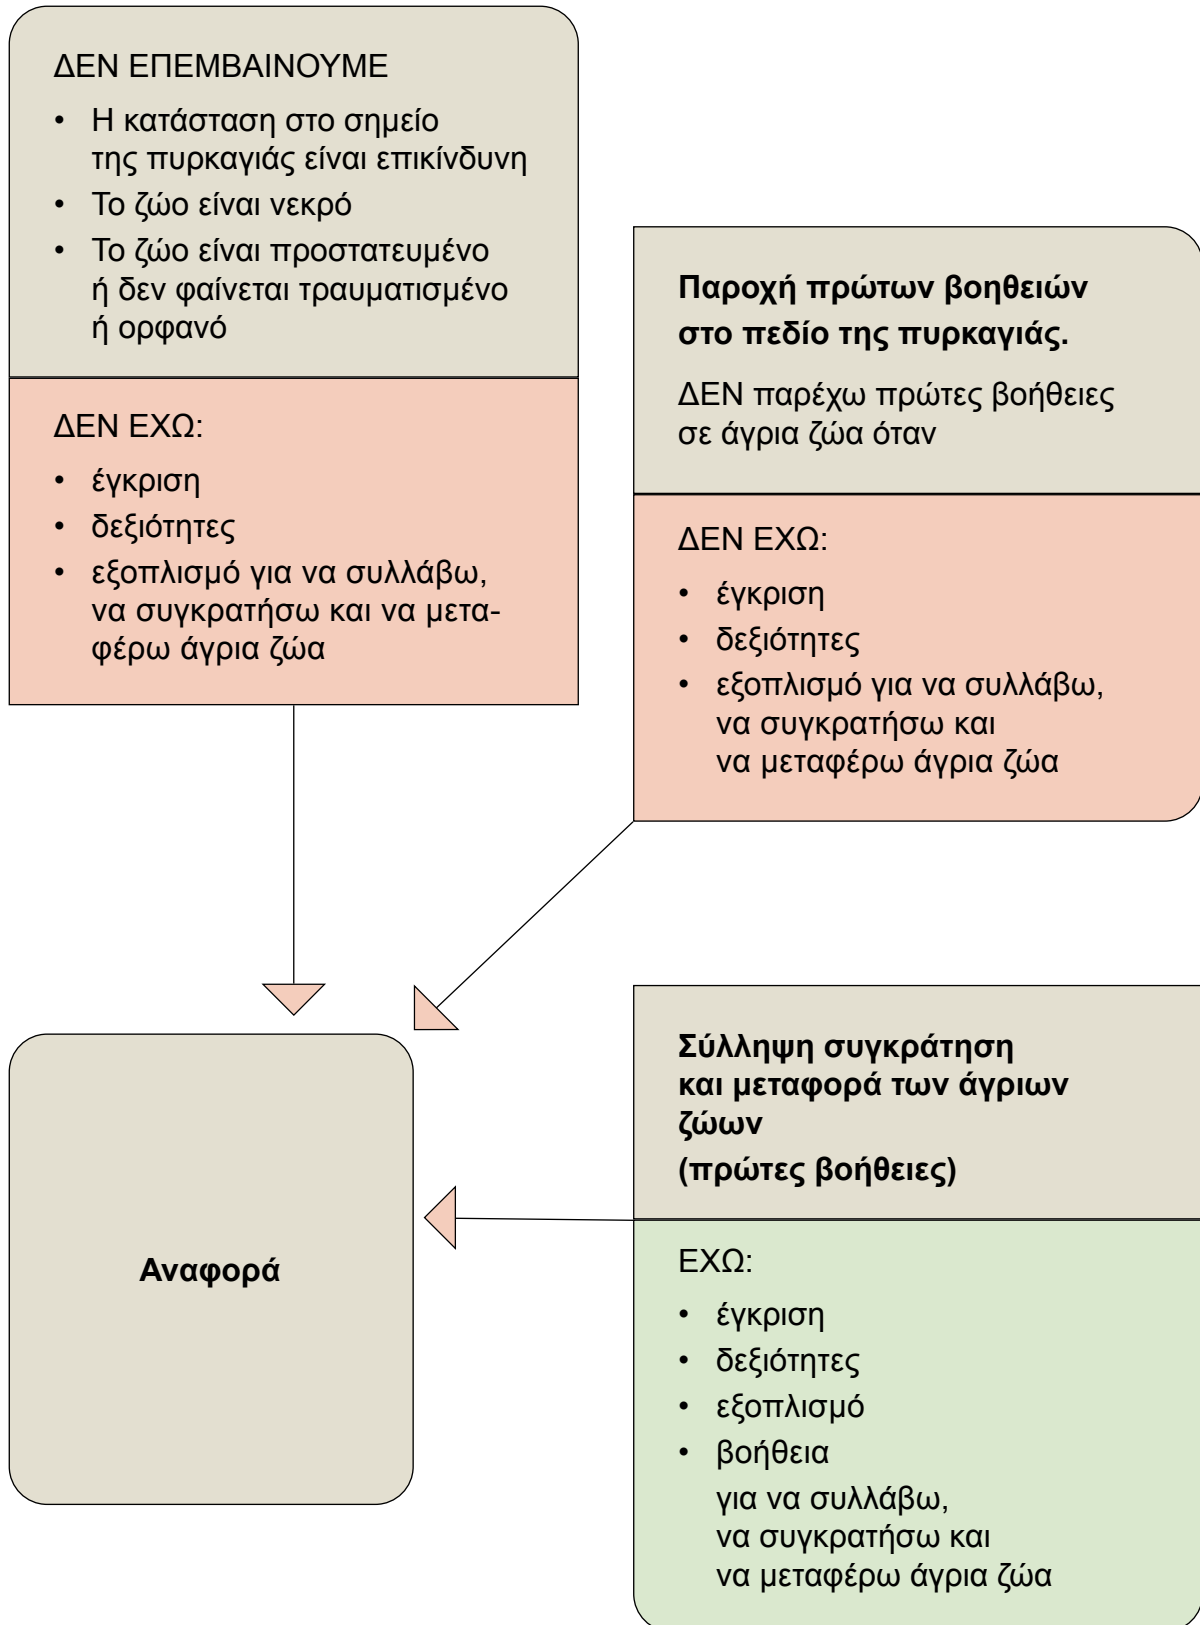 ΔΕΝ ΕΠΕΜΒΑΙΝΟΥΜΕ
• Η κατάσταση στο σημείο
της πυρκαγιάς είναι επικίνδυνη
• Το ζώο είναι νεκρό
• Το ζώο είναι προστατευμένο
ή δεν φαίνεται τραυματισμένο
ή ορφανό
ΔΕΝ ΕΧΩ:
• έγκριση
• δεξιότητες
• εξοπλισμό για να συλλάβω,
να συγκρατήσω και να μετα-
φέρω άγρια ζώα
Παροχή πρώτων βοηθειών
στο πεδίο της πυρκαγιάς.
ΔΕΝ παρέχω πρώτες βοήθειες
σε άγρια ζώα όταν
ΔΕΝ ΕΧΩ:
• έγκριση
• δεξιότητες
• εξοπλισμό για να συλλάβω,
να συγκρατήσω και
να μεταφέρω άγρια ζώα
Αναφορά
Σύλληψη συγκράτηση
και μεταφορά των άγριων
ζώων
(πρώτες βοήθειες)
ΕΧΩ:
• έγκριση
• δεξιότητες
• εξοπλισμό
• βοήθεια
για να συλλάβω,
να συγκρατήσω και
να μεταφέρω άγρια ζώα